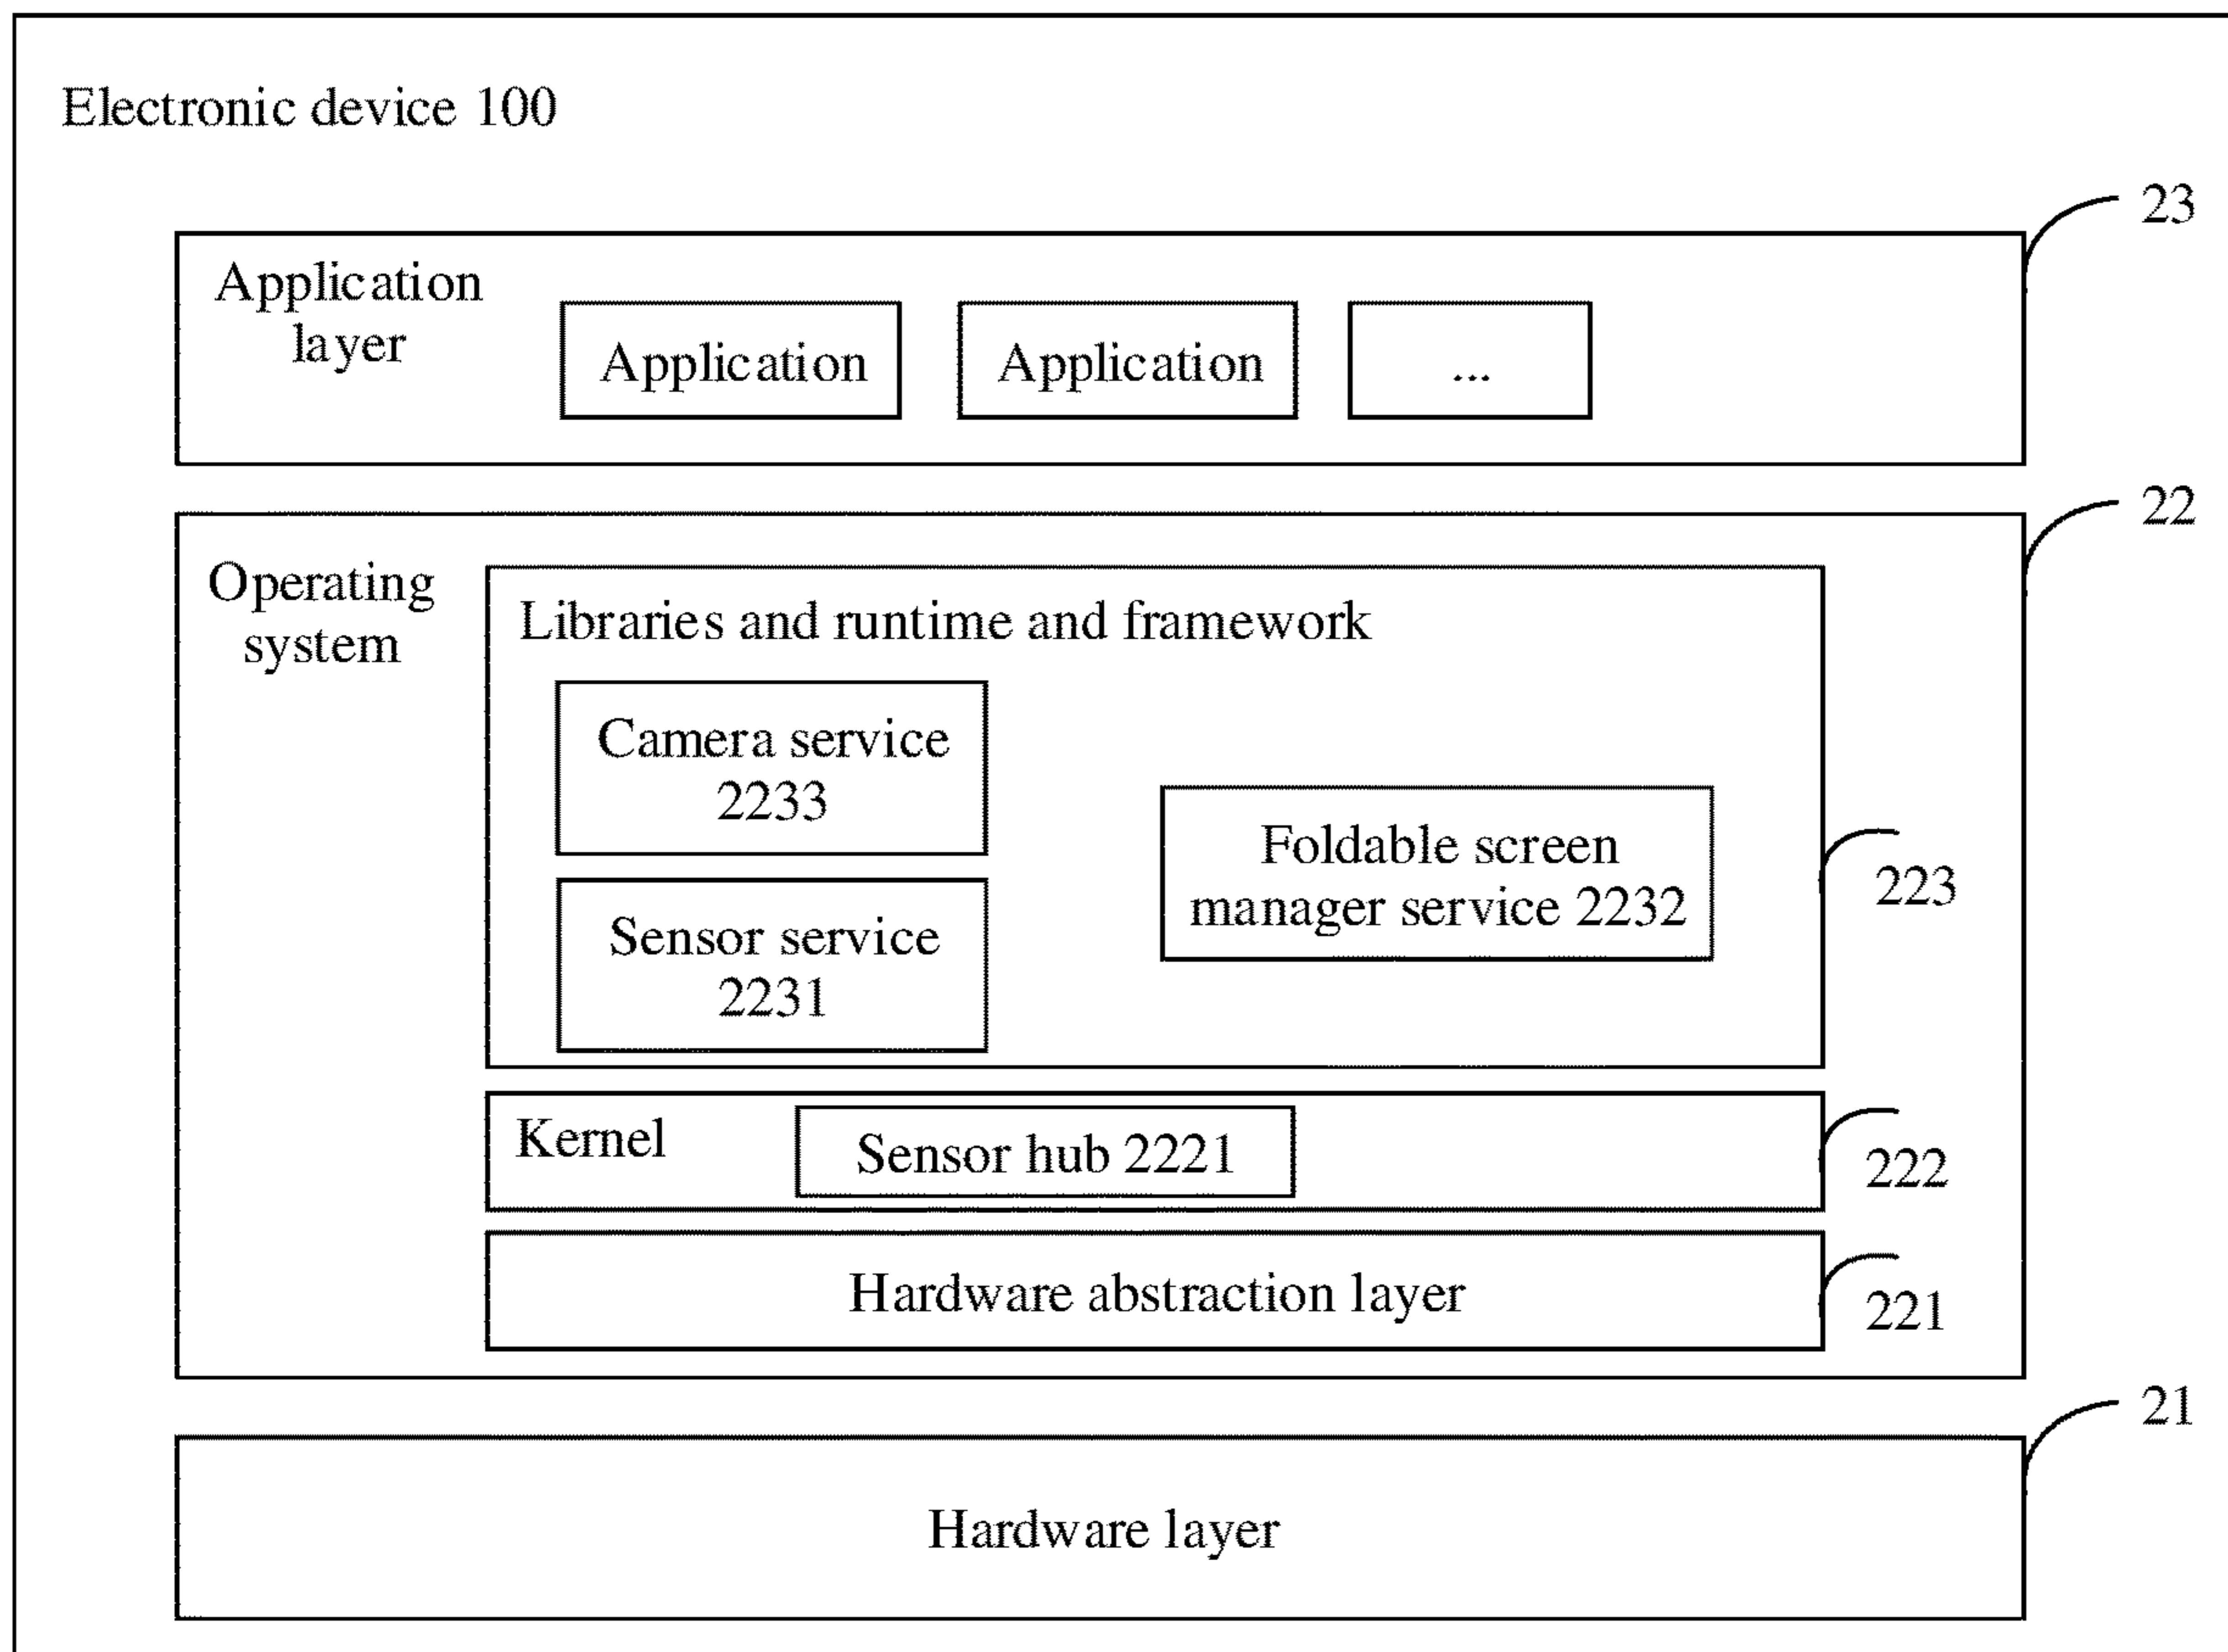 Electronic device 100
23
Application
layer
Application
Application
...
22
Operating
system
Libraries and runtime and framework
Camera service
2233
Foldable screen
manager service 2232
223
Sensor service
2231
Kernel
Sensor hub 2221
222
Hardware abstraction layer
221
21
Hardware layer